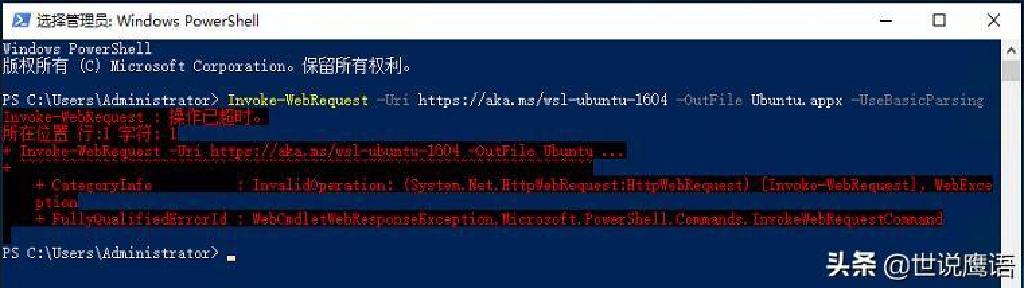 选择管理员: Windows PowerShell
Windows PowerShell
版权所有 (C) Microsoft Corporation。保留所有权利。
PS C:\Users\Administrator> Invoke-WebRequest -Uri https://aka.ms/wsl-ubuntu-1604 -OutFile Ubuntu.appx -UseBasicParsing
Invoke-WebRequest : 操作已超时。
所在位置 行:1 字符: 1
+ Invoke-WebRequest -Uri https://aka.ms/wsl-ubuntu-1604 -OutFile Ubuntu ...
+
+ CategoryInfo : InvalidOperation: (System.Net.HttpWebRequest:HttpWebRequest) [Invoke-WebRequest], WebExce
ption
+ FullyQualifiedErrorId : WebCmdletWebResponseException,Microsoft.PowerShell.Commands.InvokeWebRequestCommand
PS C:\Users\Administrator>
头条 @世说鹰语